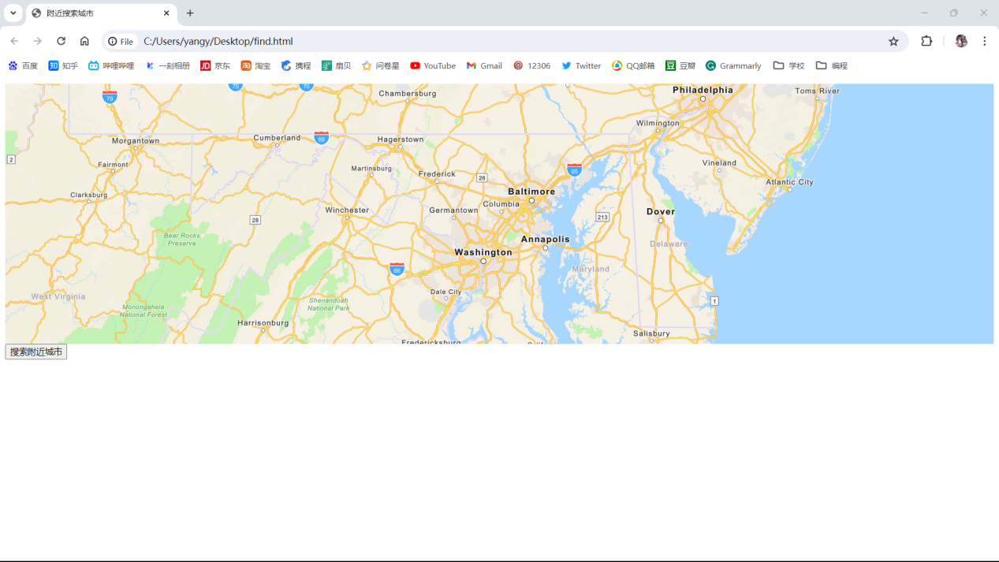 附近搜索城市
File C:/Users/yangy/Desktop/find.html
百度 知乎 哔哩哔哩 一刻相册 京东 淘宝 携程 扇贝 问卷星 YouTube Gmail 12306 Twitter QQ邮箱 豆瓣 Grammarly 学校 编程
70 70
79
Chambersburg
Philadelphia
Toms River
Wilmington
Morgantown
Cumberland
68
Hagerstown
2
Fairmont
Martinsburg
Frederick
26
95
Vineland
Atlantic City
Clarksburg
Baltimore
Columbia
Winchester
Germantown
Dover
28
213
Bear Rocks
Preserve
Annapolis
Delaware
Washington
66
Maryland
Dale City
West Virginia
Shenandoah
National Park
1
Monongahela
National Forest
Harrisonburg
Salisbury
Fredericksburg
搜索附近城市